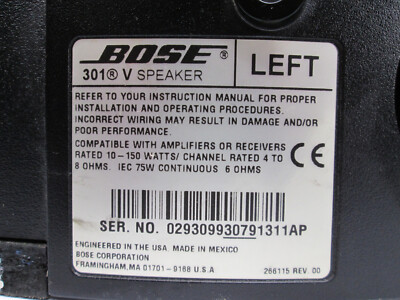 BOSE®
301® V SPEAKER
LEFT
REFER TO YOUR INSTRUCTION MANUAL FOR PROPER
INSTALLATION AND OPERATING PROCEDURES.
INCORRECT WIRING MAY RESULT IN DAMAGE AND/OR
POOR PERFORMANCE.
COMPATIBLE WITH AMPLIFIERS OR RECEIVERS
RATED 10-150 WATTS/ CHANNEL RATED 4 TO
8 OHMS. IEC 75W CONTINUOUS 6 OHMS
CE
SER. NO. 029309930791311AP
ENGINEERED IN THE USA. MADE IN MEXICO
BOSE CORPORATION
FRAMINGHAM, MA 01701-9168 U.S.A
266115 REV. 00